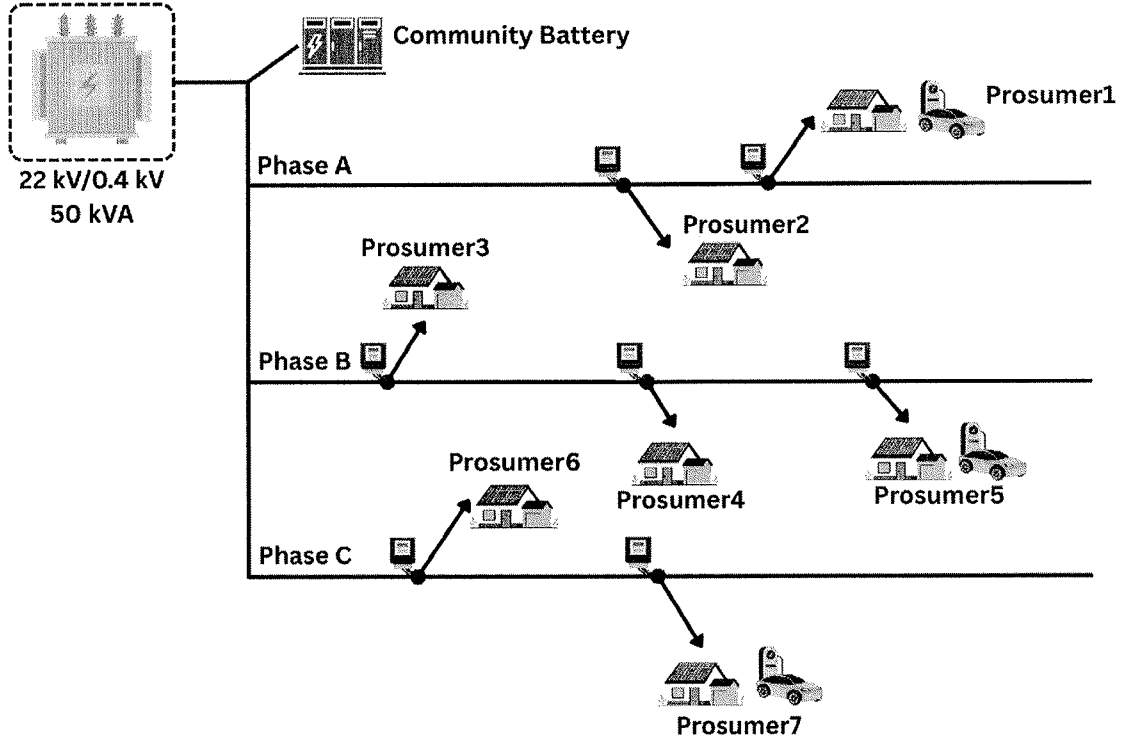 Community Battery
Prosumer1
22 kV/0.4 kV
50 kVA
Phase A
Prosumer2
Prosumer3
Phase B
Prosumer6
Prosumer4
Prosumer5
Phase C
Prosumer7